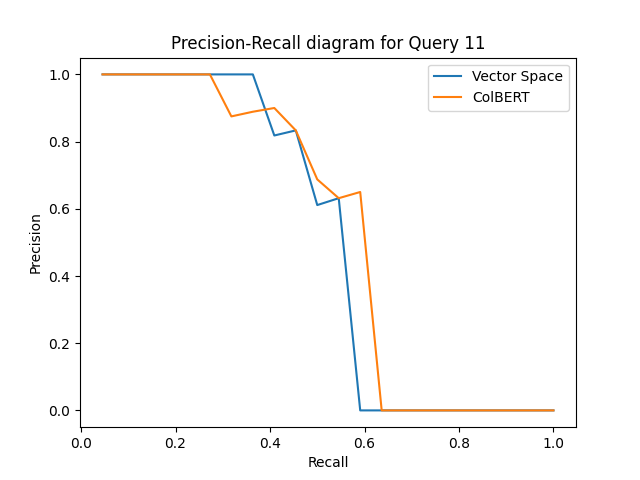 Precision-Recall diagram for Query 11
Vector Space
ColBERT
Precision
1.0
0.8
0.6
0.4
0.2
0.0
0.0 0.2 0.4 0.6 0.8 1.0
Recall